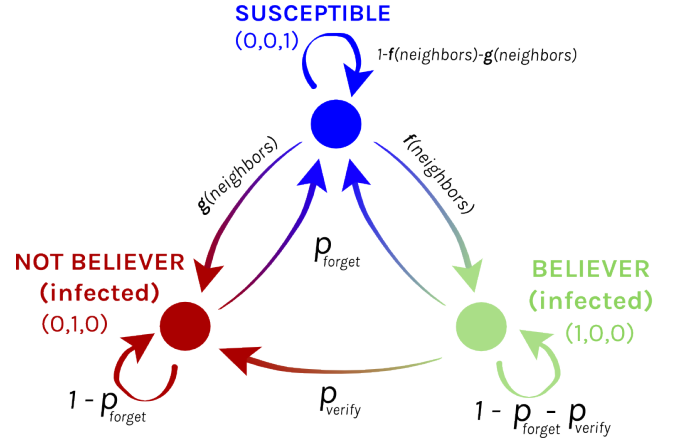 SUSCEPTIBLE
(0,0,1)
1-f(neighbors)-g(neighbors)
g(neighbors)
f(neighbors)
p forget
NOT BELIEVER
(infected)
(0,1,0)
BELIEVER
(infected)
(1,0,0)
1 - p forget
p verify
1 - p forget - p verify